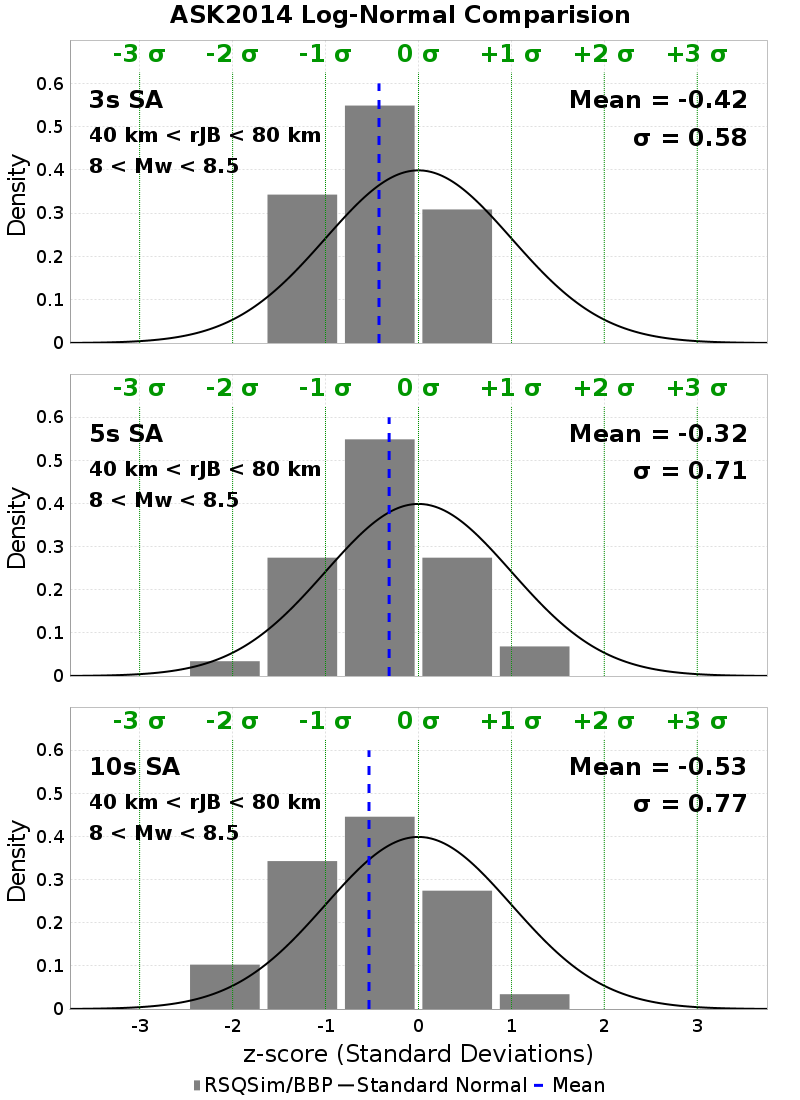 ASK2014 Log-Normal Comparision
-3 σ -2 σ -1 σ 0 σ +1 σ +2 σ +3 σ
3s SA
Mean = -0.42
40 km < rJB < 80 km
σ = 0.58
8 < Mw < 8.5
0.6
0.5
0.4
0.3
0.2
0.1
0
Density
-3 σ -2 σ -1 σ 0 σ +1 σ +2 σ +3 σ
5s SA
Mean = -0.32
40 km < rJB < 80 km
σ = 0.71
8 < Mw < 8.5
0.6
0.5
0.4
0.3
0.2
0.1
0
Density
-3 σ -2 σ -1 σ 0 σ +1 σ +2 σ +3 σ
10s SA
Mean = -0.53
40 km < rJB < 80 km
σ = 0.77
8 < Mw < 8.5
0.6
0.5
0.4
0.3
0.2
0.1
0
Density
-3 -2 -1 0 1 2 3
z-score (Standard Deviations)
RSQSim/BBP Standard Normal Mean